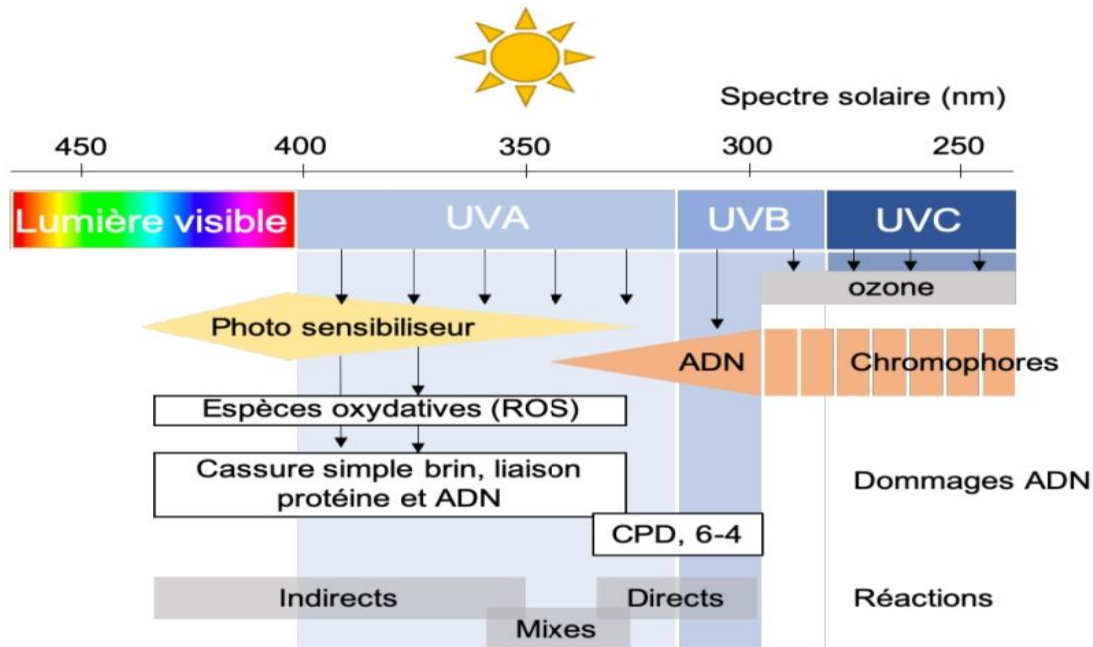 Spectre solaire (nm)
450 400 350 300 250
Lumière visible UVA UVB UVC
ozone
Photo sensibiliseur
ADN Chromophores
Espèces oxydatives (ROS)
Cassure simple brin, liaison
protéine et ADN
Dommages ADN
CPD, 6-4
Indirects Directs Réactions
Mixes